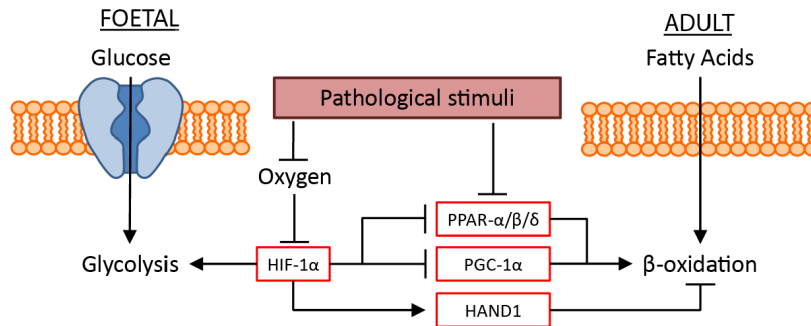 FOETAL
ADULT
Glucose
Fatty Acids
Pathological stimuli
Oxygen
PPAR-α/β/δ
Glycolysis
HIF-1α
PGC-1α
β-oxidation
HAND1